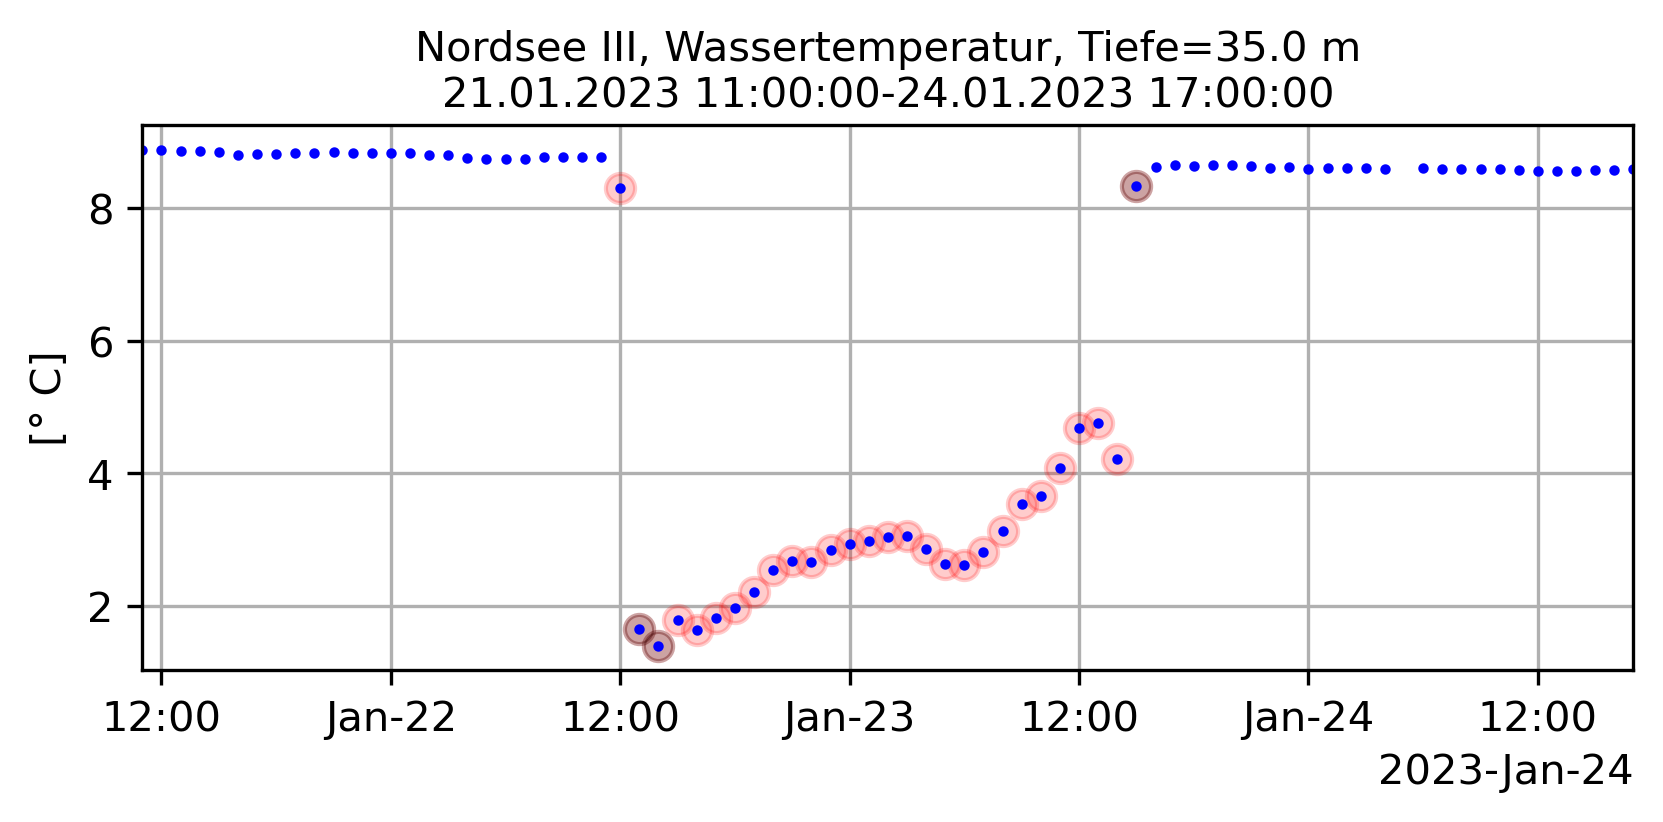 Nordsee III, Wassertemperatur, Tiefe=35.0 m
21.01.2023 11:00:00-24.01.2023 17:00:00
[° C]
8
6
4
2
12:00 Jan-22 12:00 Jan-23 12:00 Jan-24 12:00
2023-Jan-24